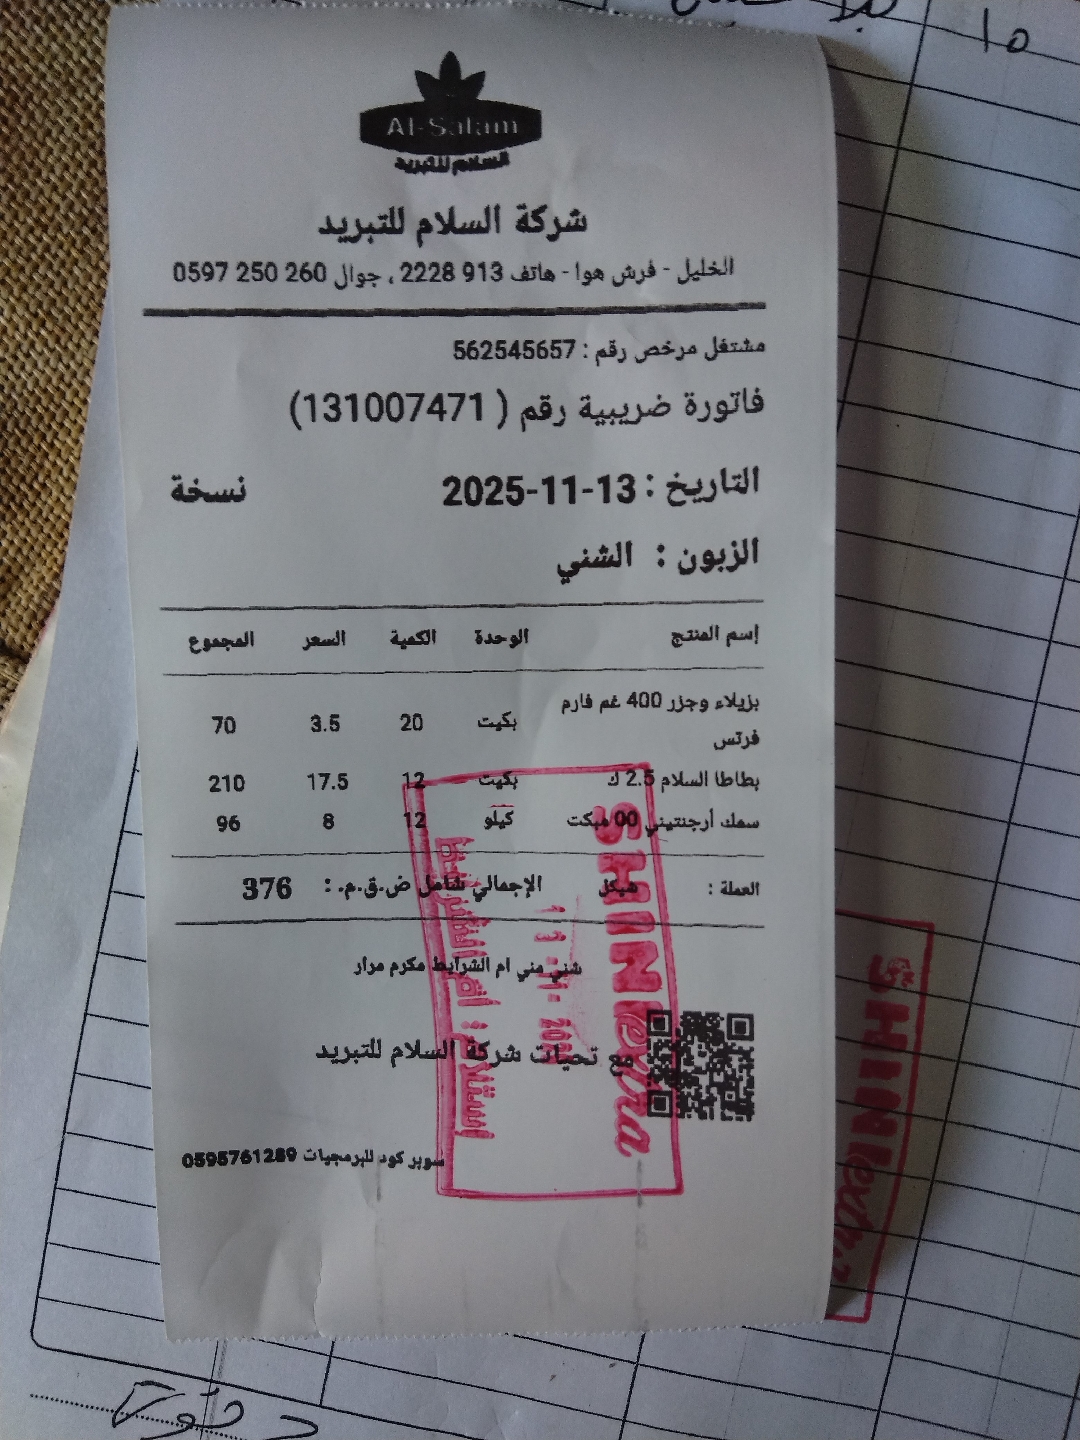 Al-Salam
السلام للتبريد
شركة السلام للتبريد
الخليل - فرش هوا - هاتف 913 2228 ، جوال 260 250 0597
مشتغل مرخص رقم : 562545657
فاتورة ضريبية رقم ( 131007471)
التاريخ : 2025-11-13 نسخة
الزبون : الشني
إسم المنتج الوحدة الكمية السعر المجموع
بزيلاء وجزر 400 غم فارم بكيت 20 3.5 70
فرتس
بطاطا السلام 2.5 ك بكيت 12 17.5 210
سمك أرجنتيني 00 كيلو 12 8 96
العملة : شيكل الإجمالي شامل ض.ق.م. : 376
شني مني ام الشرايط مكرم مرار
مع تحيات شركة السلام للتبريد
سوبر كود للبرمجيات 0595761289
SHINIextra
SHINIextra